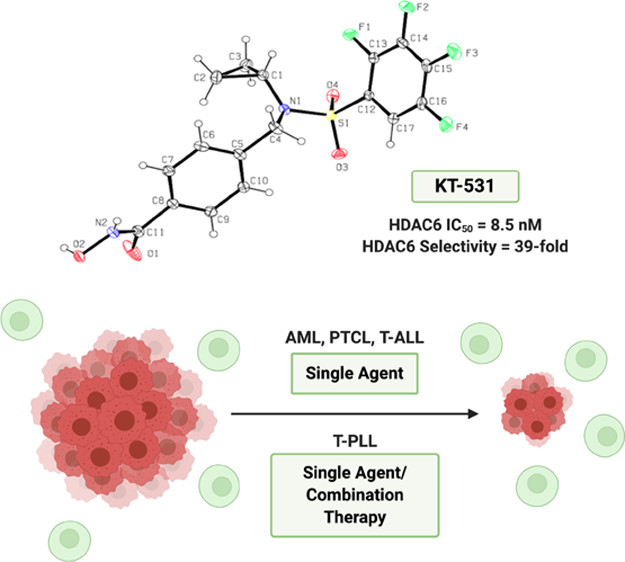 F2
F1
C14
C13
F3
C3
C15
C2
C1
O4
C16
N1
C12
S1
C17
F4
C4
C6
C5
O3
C7
KT-531
C10
C8
HDAC6 IC₅₀ = 8.5 nM
C9
N2
C11
HDAC6 Selectivity = 39-fold
O2
O1
AML, PTCL, T-ALL
Single Agent
T-PLL
Single Agent/
Combination
Therapy